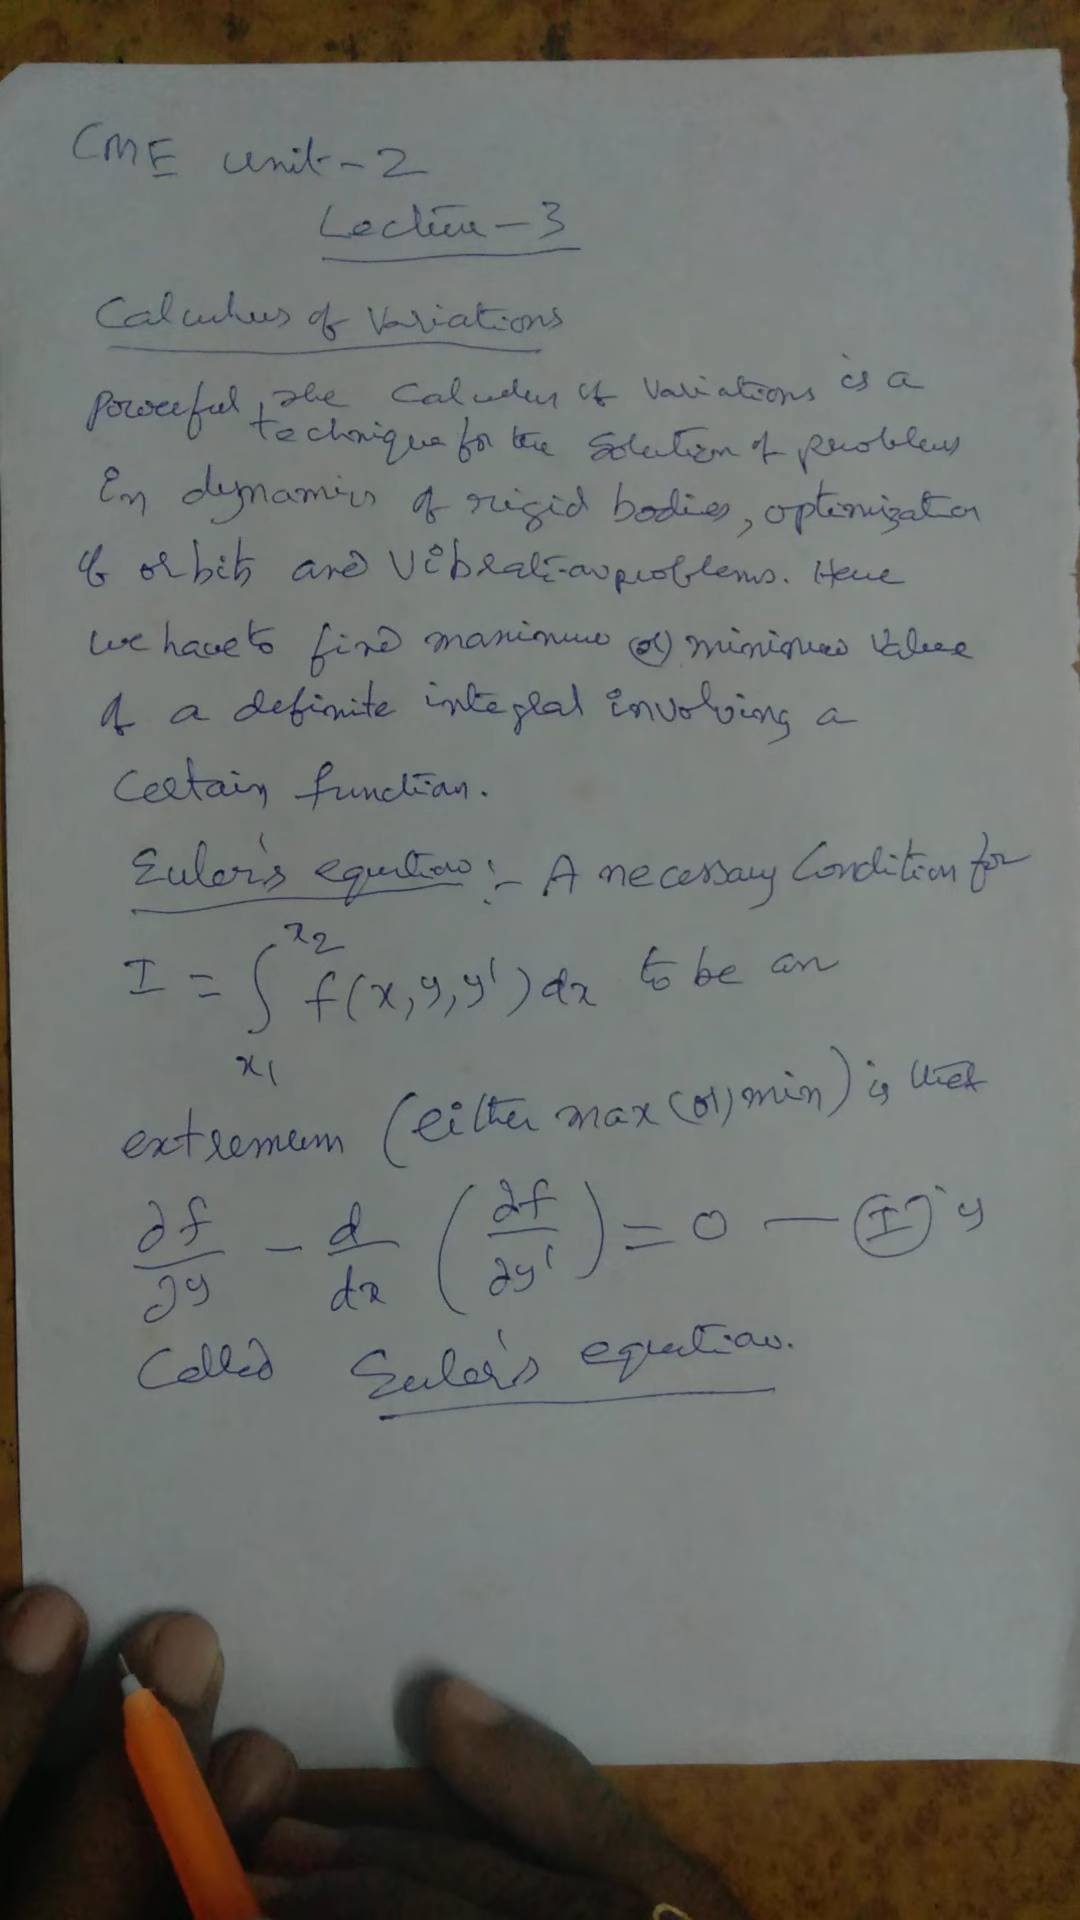 CME unit-2
Lecture-3
Calculus of Variations
The Calculus of Variations is a
powerful technique for the Solution of problems
in dynamics of rigid bodies, optimization
of orbits and Vibration problems. Here
we have to find maximum (or) minimum value
of a definite integral involving a
certain function.
Euler's equation:- A necessary Condition for
I = ∫_{x1}^{x2} f(x,y,y') dx to be an
extremum (either max (or) min) is that
∂f/∂y - d/dx (∂f/∂y') = 0 — (I) is
Called Euler's equation.